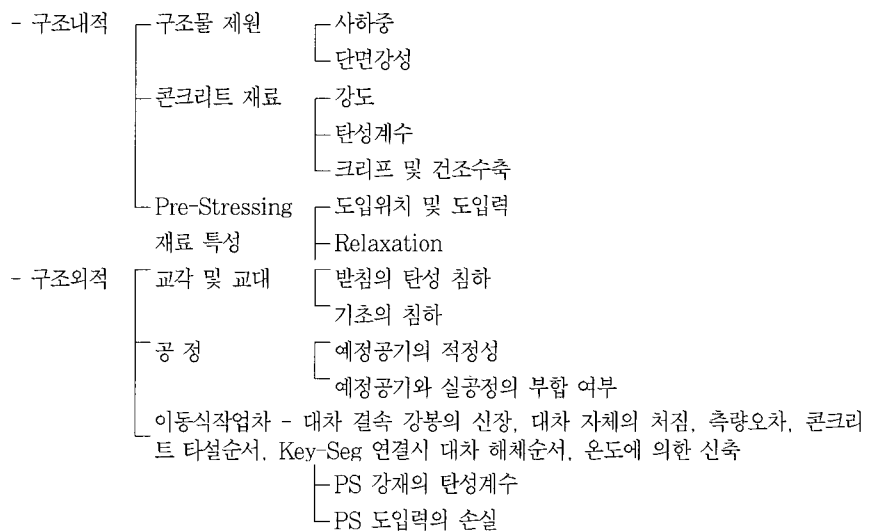 - 구조내적 구조물 제원 사하중
단면강성
콘크리트 재료 강도
탄성계수
크리프 및 건조수축
Pre-Stressing 도입위치 및 도입력
재료 특성 Relaxation
- 구조외적 교각 및 교대 받침의 탄성 침하
기초의 침하
공 정 예정공기의 적정성
예정공기와 실공정의 부합 여부
이동식작업차 - 대차 결속 강봉의 신장, 대차 자체의 처짐, 측량오차, 콘크리
트 타설순서, Key-Seg 연결시 대차 해체순서, 온도에 의한 신축
PS 강재의 탄성계수
PS 도입력의 손실